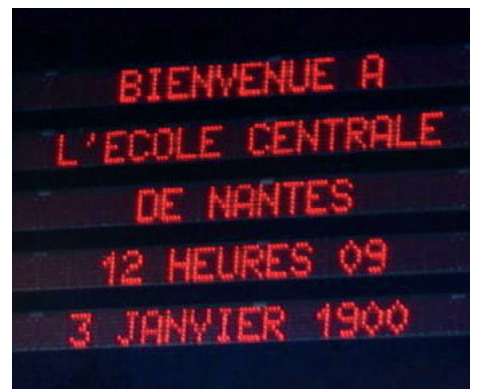 BIENVENUE A
L'ECOLE CENTRALE
DE NANTES
12 HEURES 09
3 JANVIER 1900